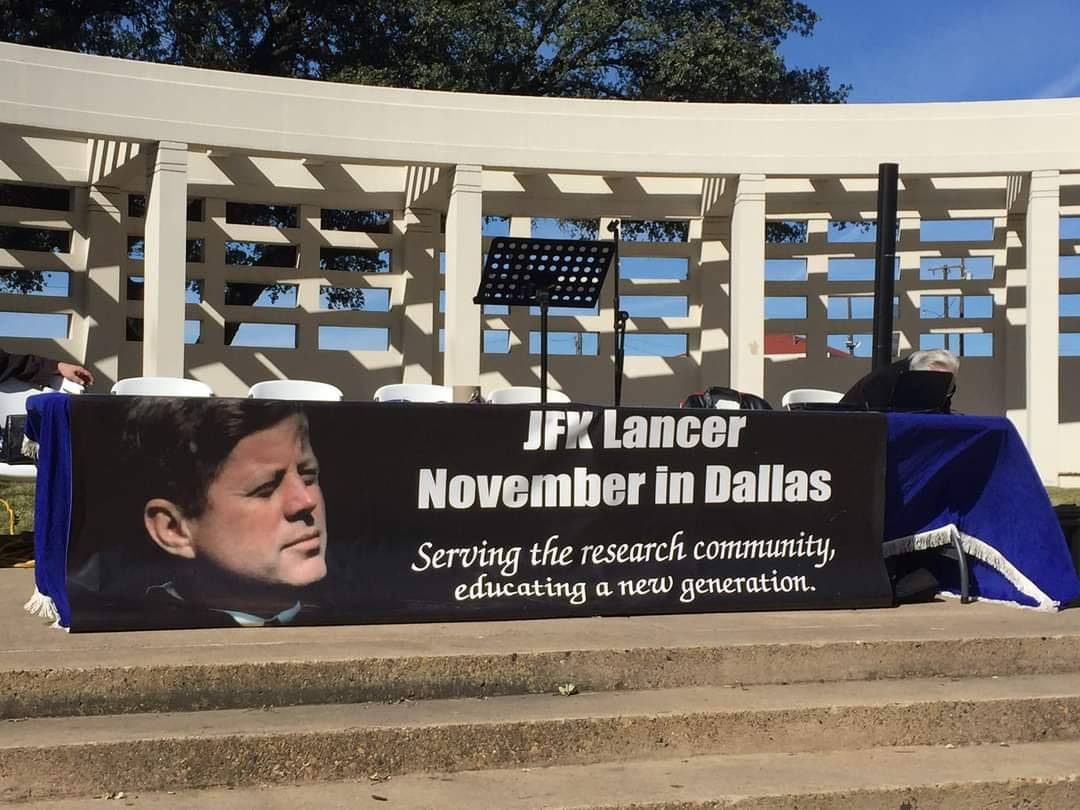 JFK Lancer
November in Dallas
Serving the research community,
educating a new generation.